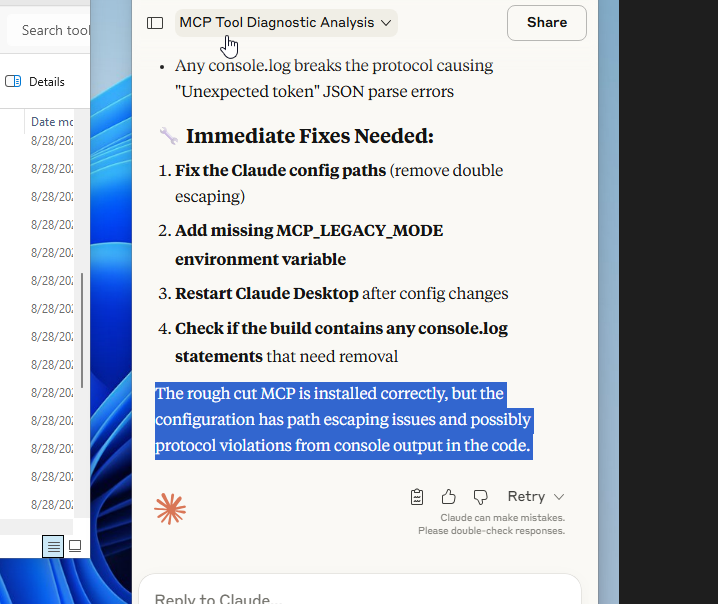 Search tool
Details
Date mo
8/28/202
8/28/202
8/28/202
8/28/202
8/28/202
8/28/202
8/28/202
8/28/202
8/28/202
8/28/202
8/28/202
8/28/202
8/28/202
8/28/202
MCP Tool Diagnostic Analysis
Share
• Any console.log breaks the protocol causing
"Unexpected token" JSON parse errors
🔧 Immediate Fixes Needed:
1. Fix the Claude config paths (remove double
escaping)
2. Add missing MCP_LEGACY_MODE
environment variable
3. Restart Claude Desktop after config changes
4. Check if the build contains any console.log
statements that need removal
The rough cut MCP is installed correctly, but the
configuration has path escaping issues and possibly
protocol violations from console output in the code.
Retry
Claude can make mistakes.
Please double-check responses.
Reply to Claude...